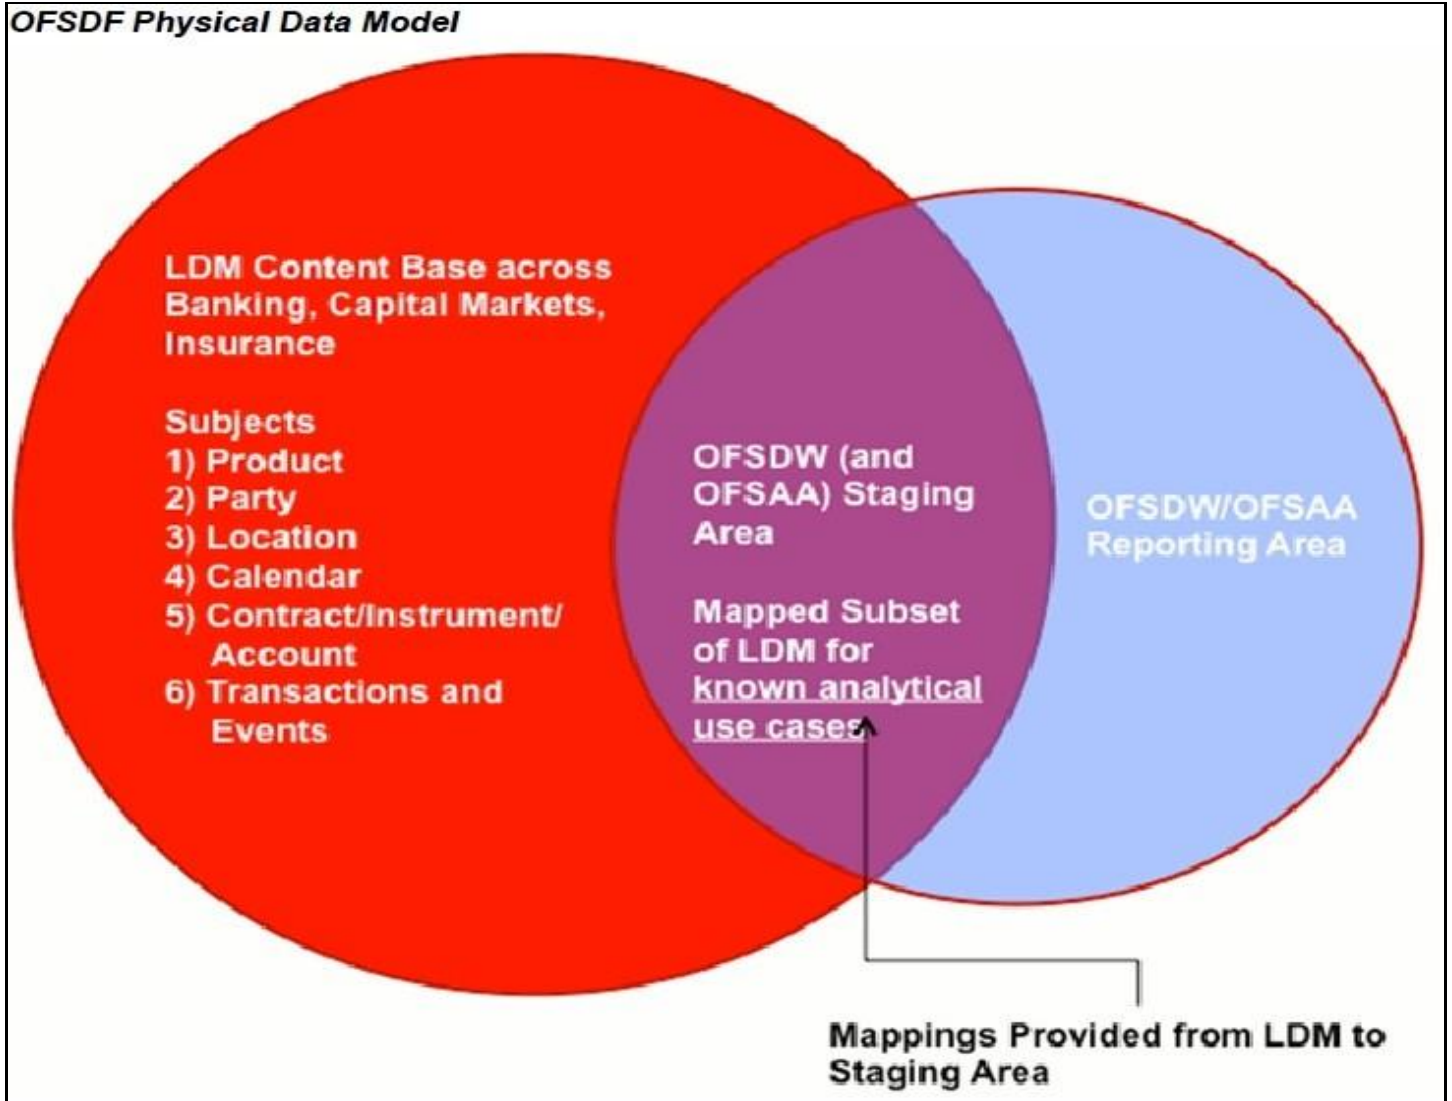 OFSDF Physical Data Model
LDM Content Base across
Banking, Capital Markets,
Insurance
Subjects
1) Product
2) Party
3) Location
4) Calendar
5) Contract/Instrument/
Account
6) Transactions and
Events
OFSDW (and
OFSAA) Staging
Area
Mapped Subset
of LDM for
known analytical
use cases
OFSDW/OFSAA
Reporting Area
Mappings Provided from LDM to
Staging Area